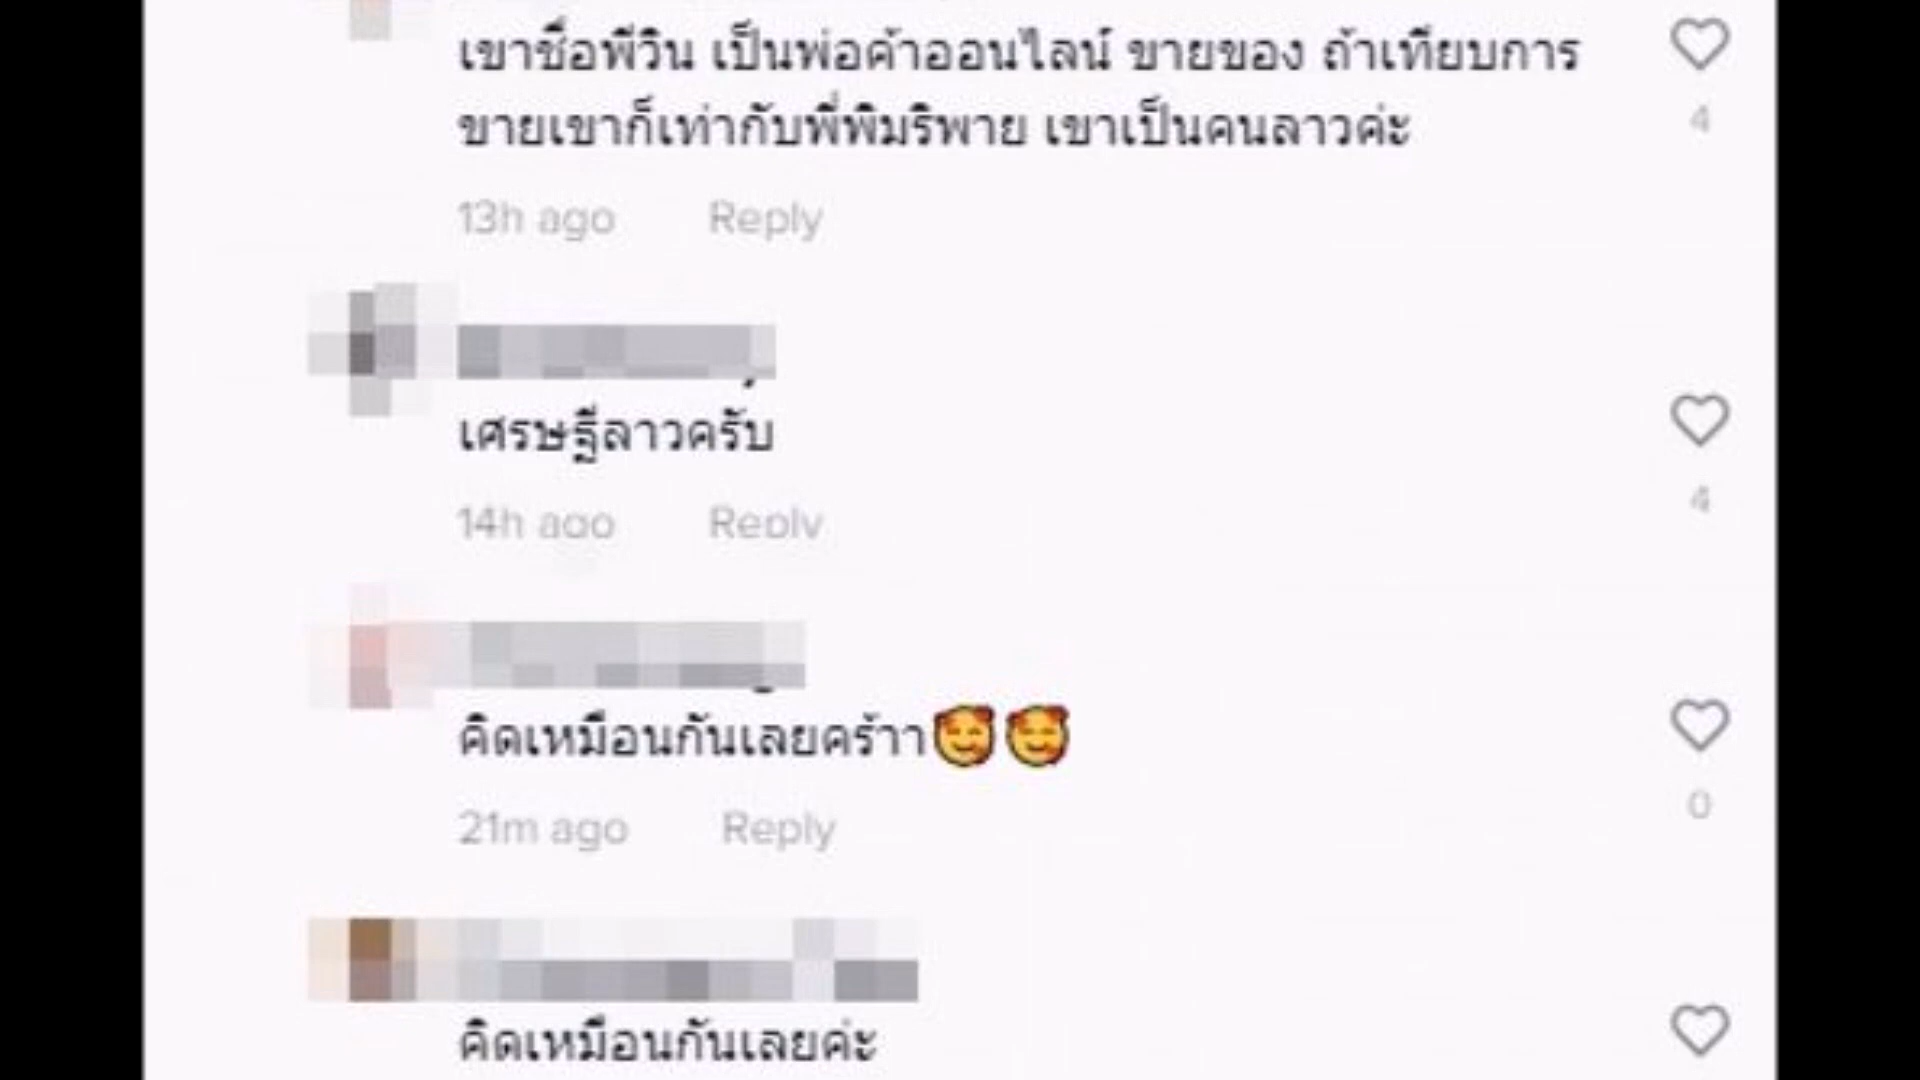 เขาชื่อพี่วิน เป็นพ่อค้าออนไลน์ ขายของ ถ้าเทียบการ
ขายเขาก็เท่ากับพี่พิมริพาย เขาเป็นคนลาวค่ะ
4
13h ago Reply
เศรษฐีลาวครับ
4
14h ago Reply
คิดเหมือนกันเลยคร้าา🥰🥰
0
21m ago Reply
คิดเหมือนกันเลยค่ะ